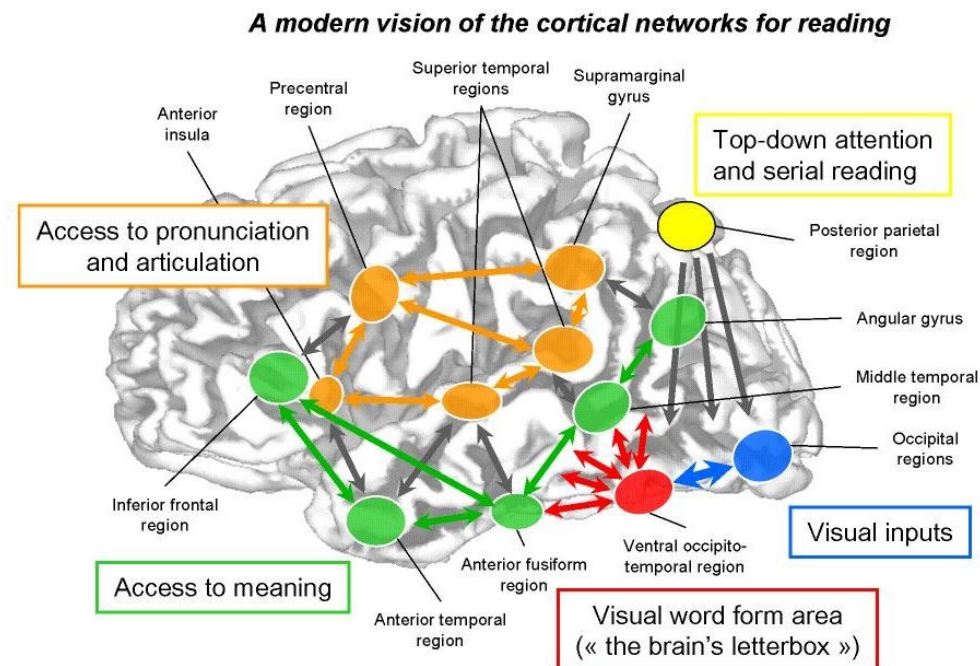 A modern vision of the cortical networks for reading
Superior temporal
regions
Supramarginal
gyrus
Precentral
region
Anterior
insula
Top-down attention
and serial reading
Access to pronunciation
and articulation
Posterior parietal
region
Angular gyrus
Middle temporal
region
Occipital
regions
Inferior frontal
region
Visual inputs
Anterior fusiform
region
Ventral occipito-
temporal region
Access to meaning
Anterior temporal
region
Visual word form area
(« the brain's letterbox »)